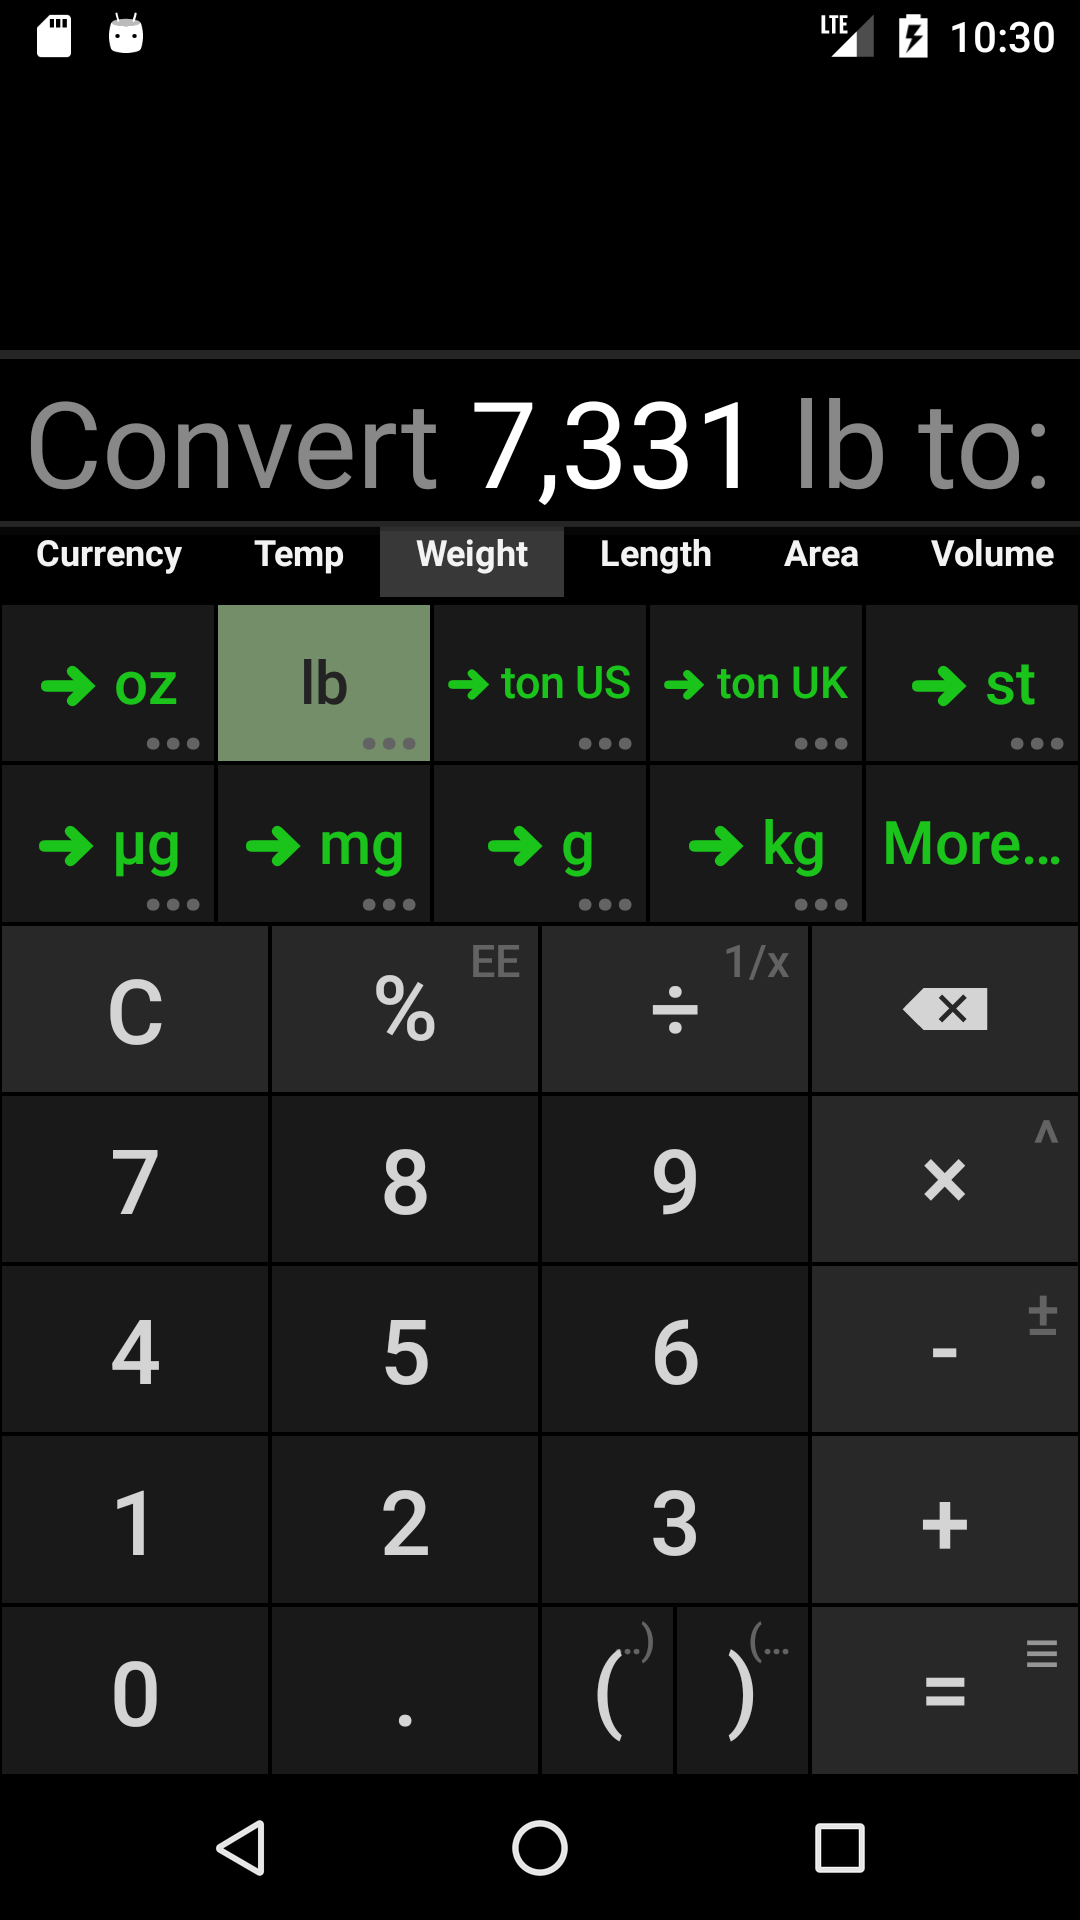 LTE 10:30
Convert 7,331 lb to:
Currency Temp Weight Length Area Volume
→ oz lb → ton US → ton UK → st
→ µg → mg → g → kg More...
C % EE ÷ 1/x
7 8 9 × ^
4 5 6 - ±
1 2 3 +
0 . ( ..) ) (... =